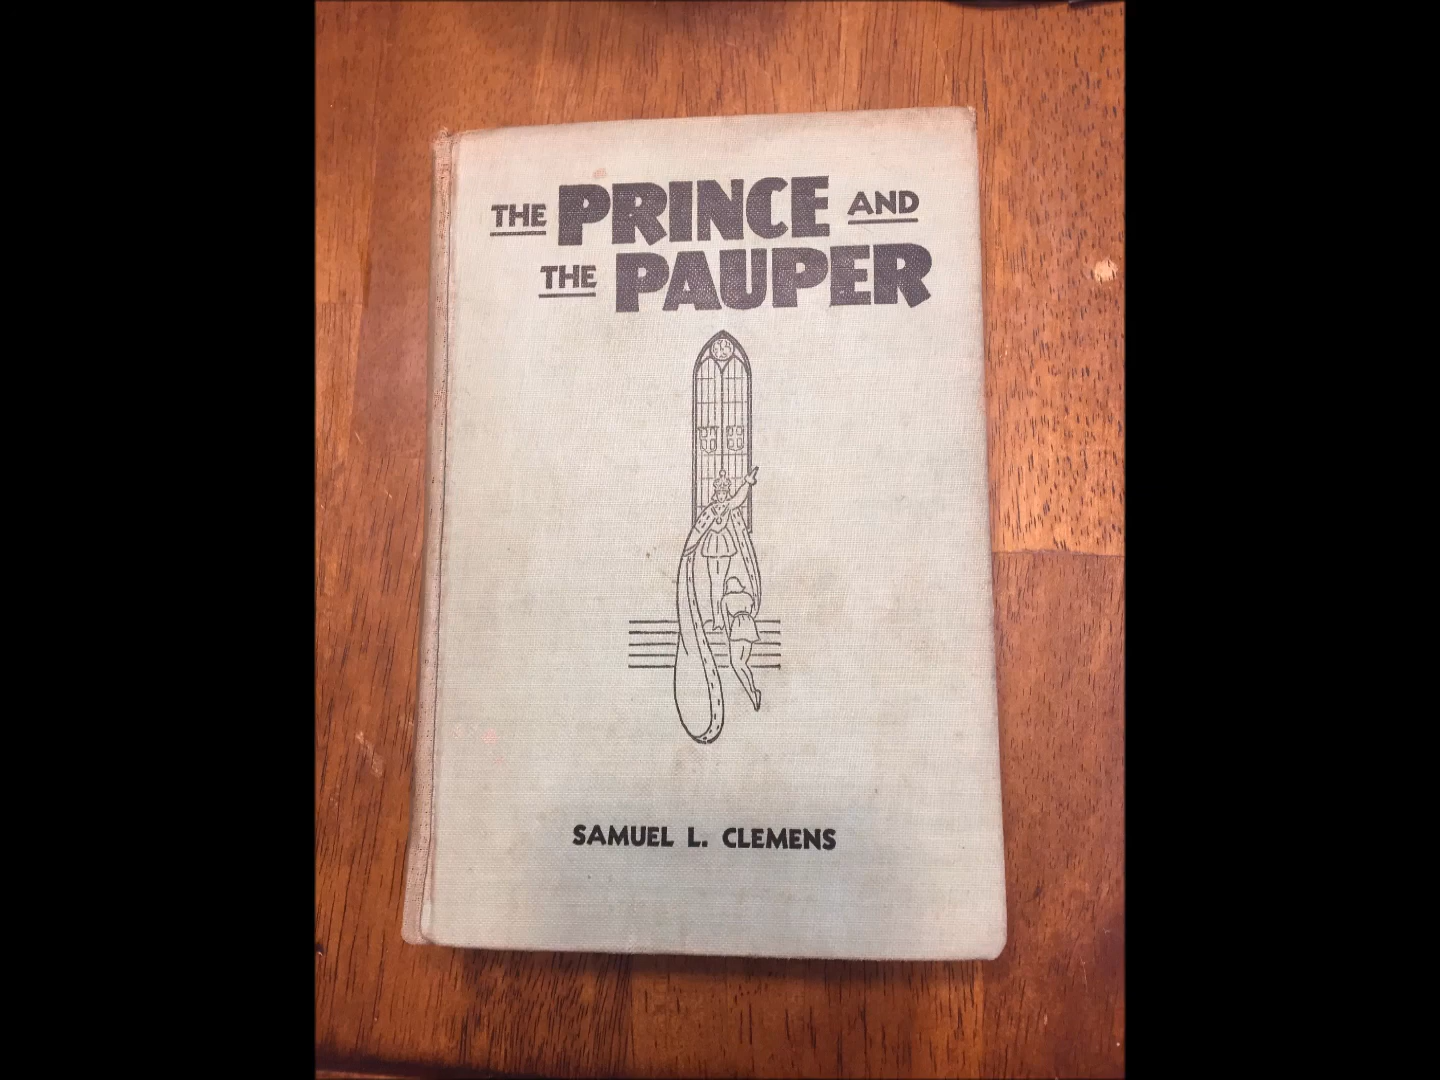 THE PRINCE AND
THE PAUPER
SAMUEL L. CLEMENS